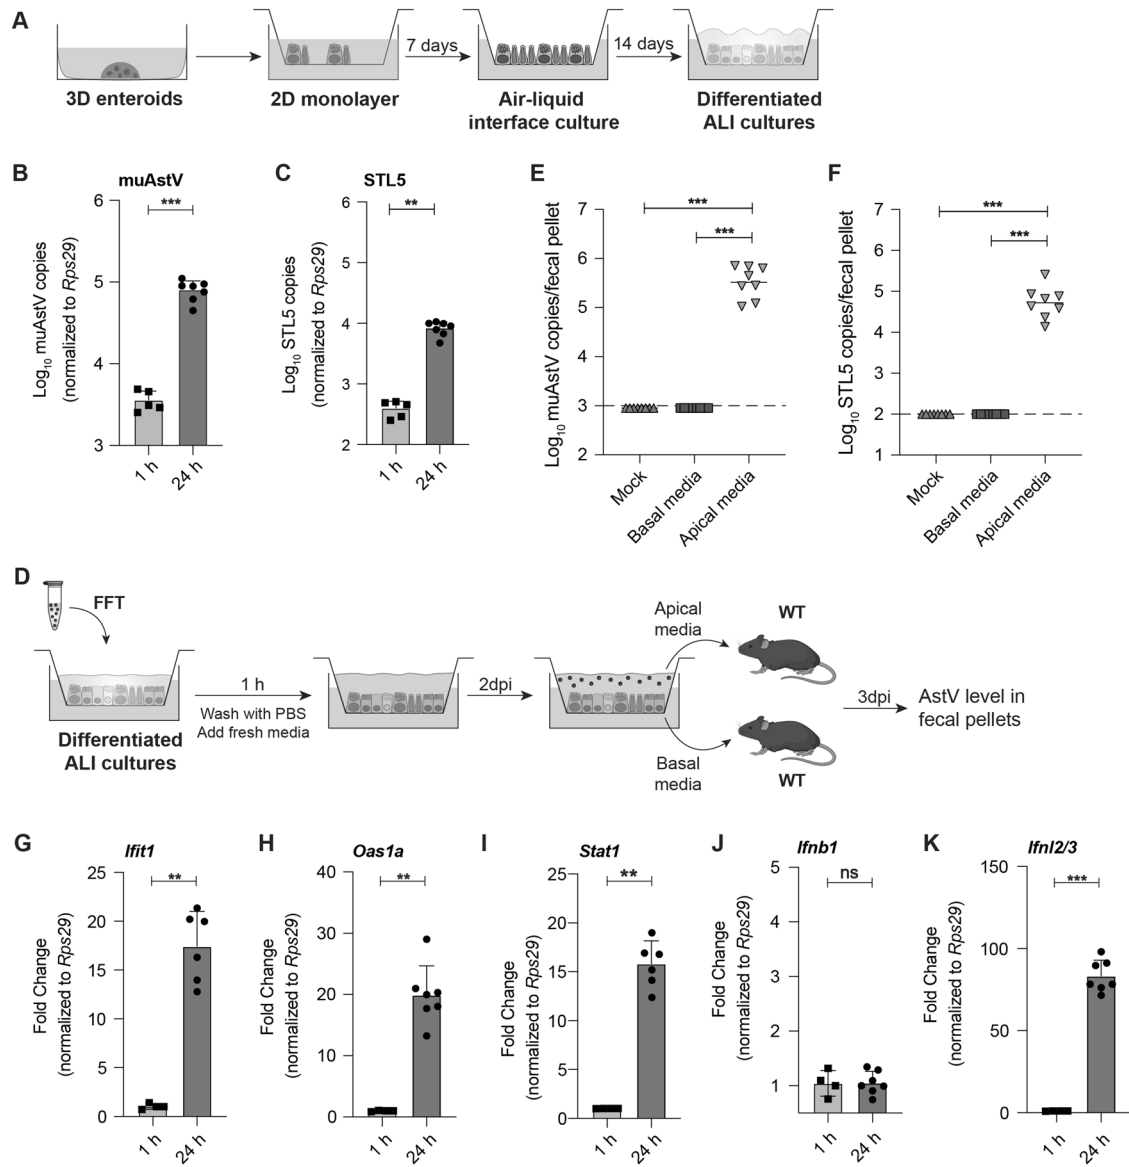 A
3D enteroids
2D monolayer
7 days
Air-liquid
interface culture
14 days
Differentiated
ALI cultures
B
muAstV
***
Log10 muAstV copies
(normalized to Rps29)
6
5
4
3
1 h
24 h
C
STL5
**
Log10 STL5 copies
(normalized to Rps29)
6
5
4
3
2
1 h
24 h
E
***
***
Log10 muAstV copies/fecal pellet
7
6
5
4
3
2
Mock
Basal media
Apical media
F
***
***
Log10 STL5 copies/fecal pellet
7
6
5
4
3
2
1
Mock
Basal media
Apical media
D
FFT
Differentiated
ALI cultures
1 h
Wash with PBS
Add fresh media
2dpi
Apical
media
WT
Basal
media
WT
3dpi
AstV level in
fecal pellets
G
Ifit1
**
Fold Change
(normalized to Rps29)
25
20
15
10
5
0
1 h
24 h
H
Oas1a
**
Fold Change
(normalized to Rps29)
40
30
20
10
0
1 h
24 h
I
Stat1
**
Fold Change
(normalized to Rps29)
25
20
15
10
5
0
1 h
24 h
J
Ifnb1
ns
Fold Change
(normalized to Rps29)
5
4
3
2
1
1 h
24 h
K
Ifnl2/3
***
Fold Change
(normalized to Rps29)
150
100
50
0
1 h
24 h